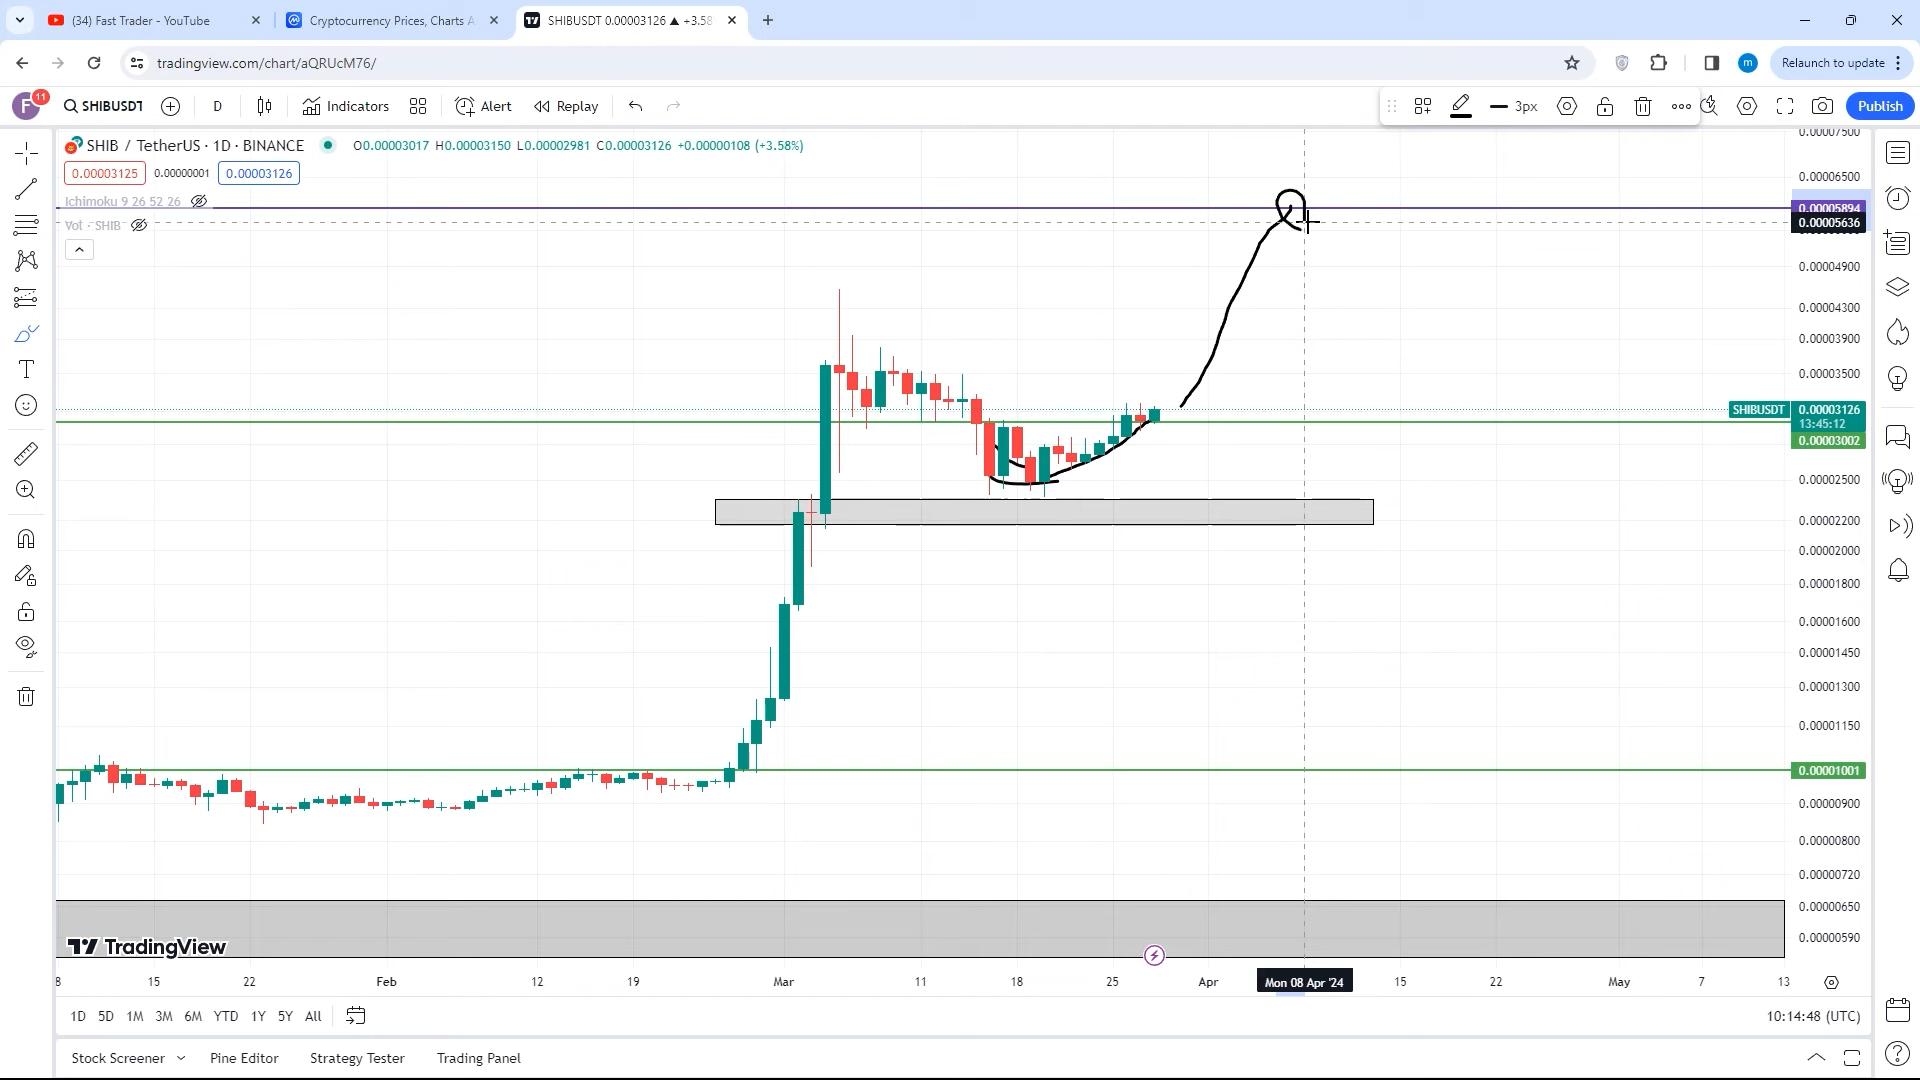 (34) Fast Trader - YouTube
Cryptocurrency Prices, Charts A
SHIBUSDT 0.00003126 ▲ +3.58
tradingview.com/chart/aQRUcM76/
m
Relaunch to update
F
11
SHIBUSDT
D
Indicators
Alert
Replay
3px
Publish
SHIB / TetherUS · 1D · BINANCE
O0.00003017 H0.00003150 L0.00002981 C0.00003126 +0.00000108 (+3.58%)
0.00003125
0.00000001
0.00003126
Ichimoku 9 26 52 26
Vol · SHIB
0.00007500
0.00006500
0.00005894
0.00005636
0.00004900
0.00004300
0.00003900
0.00003500
SHIBUSDT
0.00003126
13:45:12
0.00003002
0.00002500
0.00002200
0.00002000
0.00001800
0.00001600
0.00001450
0.00001300
0.00001150
0.00001001
0.00000900
0.00000800
0.00000720
0.00000650
0.00000590
TradingView
8 15 22 Feb 12 19 Mar 11 18 25 Apr Mon 08 Apr '24 15 22 May 7 13
1D 5D 1M 3M 6M YTD 1Y 5Y All
10:14:48 (UTC)
Stock Screener
Pine Editor
Strategy Tester
Trading Panel